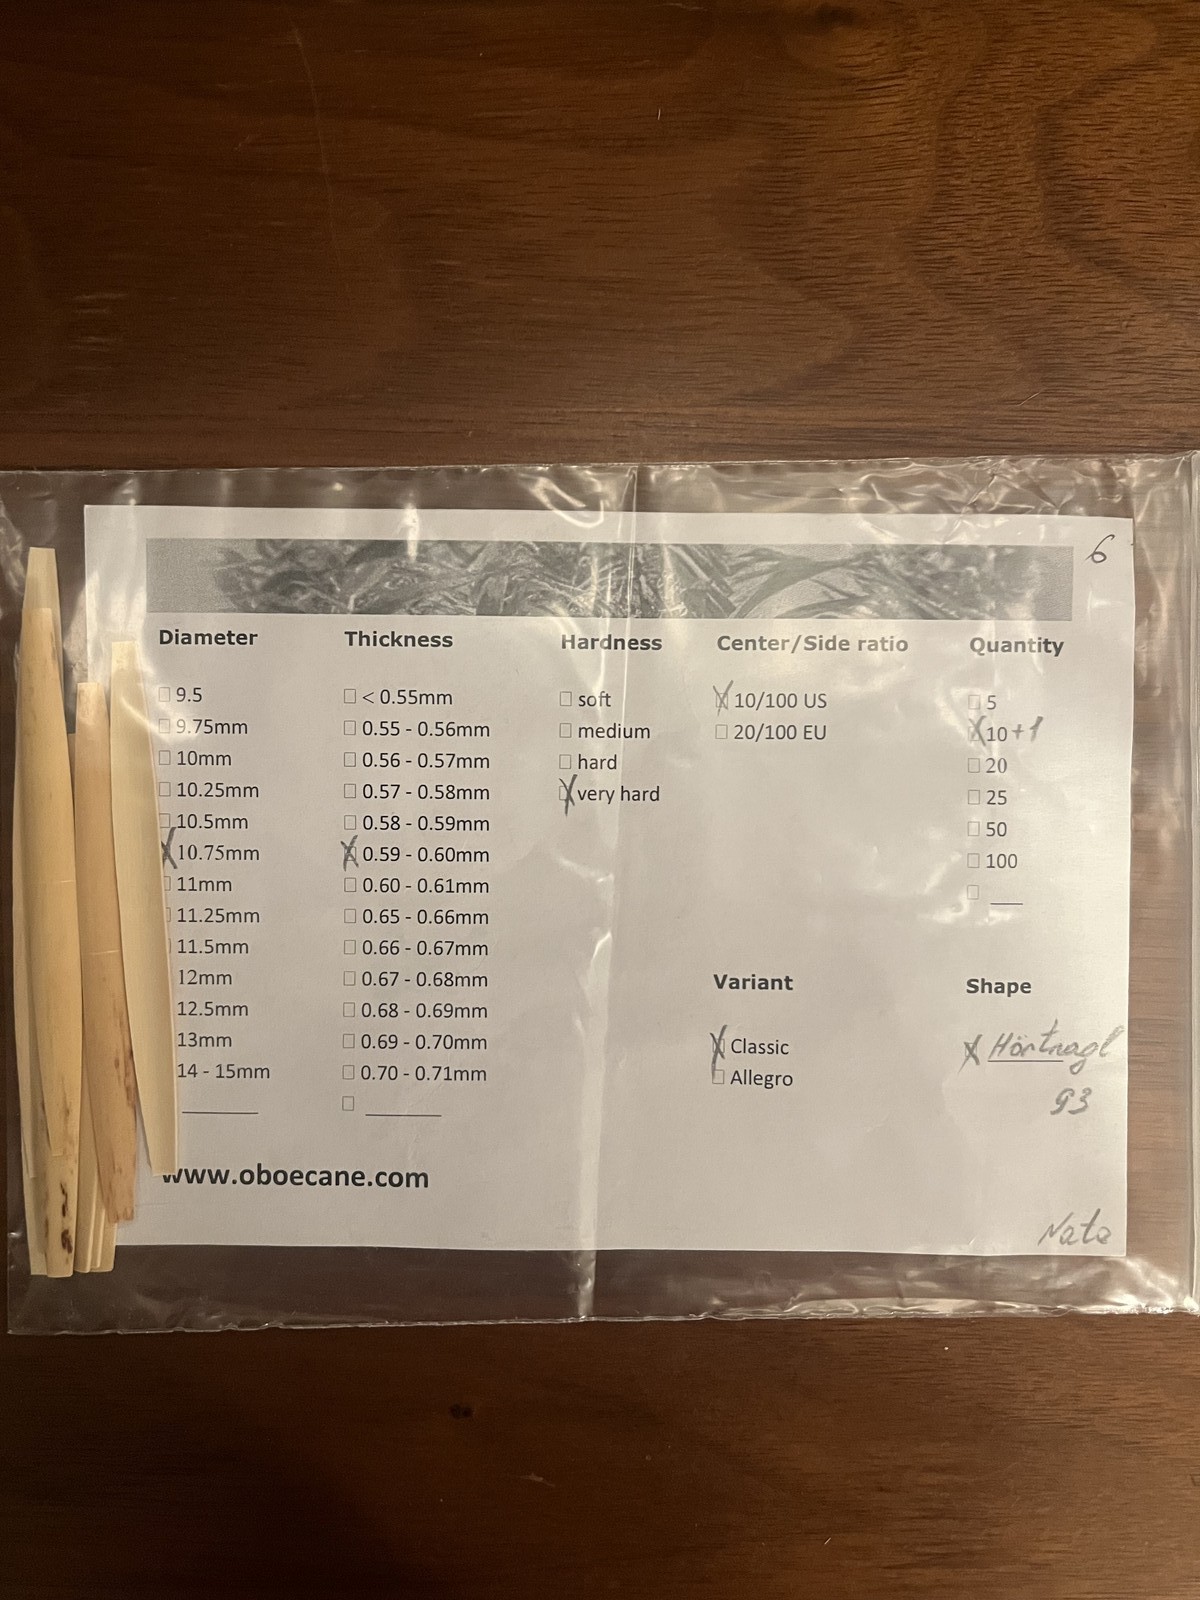 6
Diameter
9.5
9.75mm
10mm
10.25mm
10.5mm
X 10.75mm
11mm
11.25mm
11.5mm
12mm
12.5mm
13mm
14 - 15mm
Thickness
☐ < 0.55mm
☐ 0.55 - 0.56mm
☐ 0.56 - 0.57mm
☐ 0.57 - 0.58mm
☐ 0.58 - 0.59mm
X 0.59 - 0.60mm
☐ 0.60 - 0.61mm
☐ 0.65 - 0.66mm
☐ 0.66 - 0.67mm
☐ 0.67 - 0.68mm
☐ 0.68 - 0.69mm
☐ 0.69 - 0.70mm
☐ 0.70 - 0.71mm
Hardness
☐ soft
☐ medium
☐ hard
X very hard
Center/Side ratio
X 10/100 US
☐ 20/100 EU
Quantity
☐ 5
X 10 +1
☐ 20
☐ 25
☐ 50
☐ 100
Variant
X Classic
☐ Allegro
Shape
X Hörtnagl
g3
www.oboecane.com